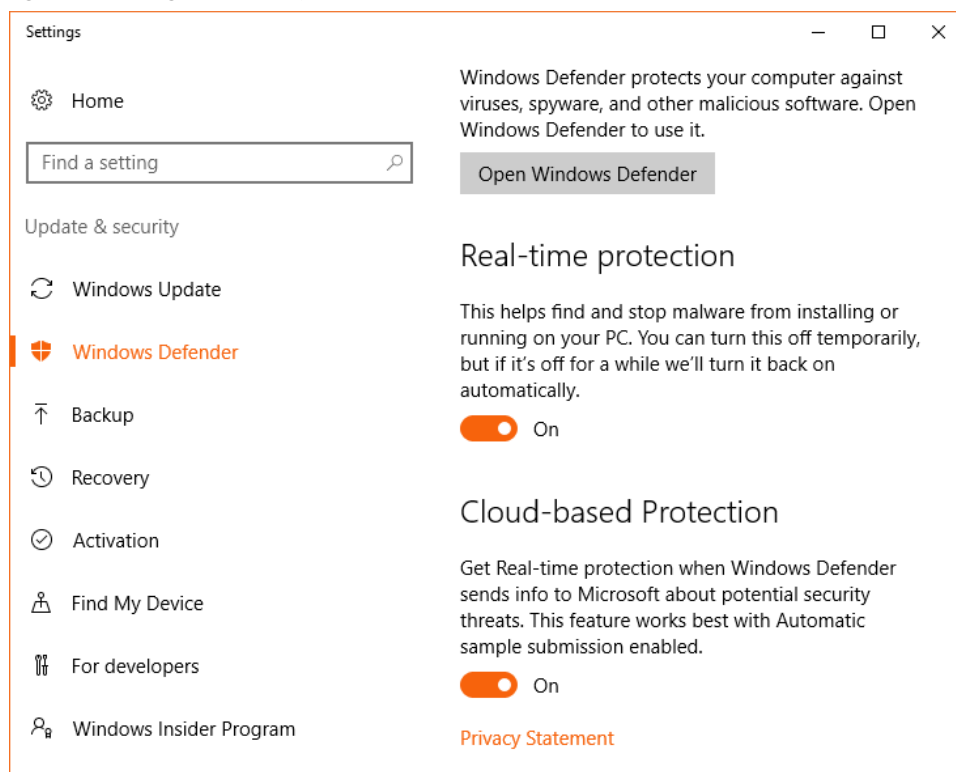 Settings
Home
Find a setting
Update & security
Windows Update
Windows Defender
Backup
Recovery
Activation
Find My Device
For developers
Windows Insider Program
Windows Defender protects your computer against
viruses, spyware, and other malicious software. Open
Windows Defender to use it.
Open Windows Defender
Real-time protection
This helps find and stop malware from installing or
running on your PC. You can turn this off temporarily,
but if it’s off for a while we’ll turn it back on
automatically.
On
Cloud-based Protection
Get Real-time protection when Windows Defender
sends info to Microsoft about potential security
threats. This feature works best with Automatic
sample submission enabled.
On
Privacy Statement